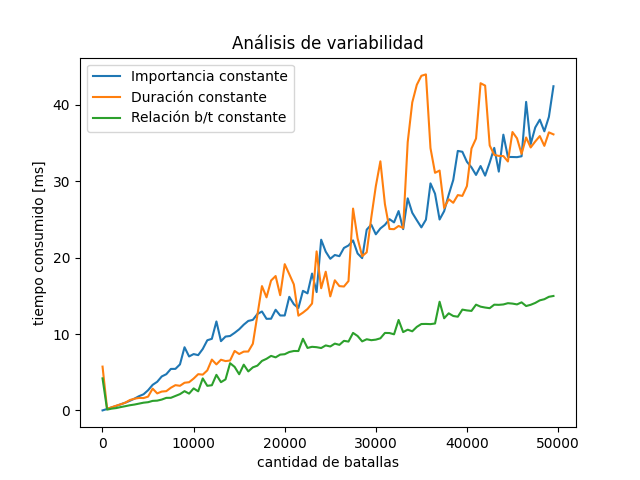 Análisis de variabilidad
Importancia constante
Duración constante
Relación b/t constante
tiempo consumido [ms]
40
30
20
10
0
0 10000 20000 30000 40000 50000
cantidad de batallas